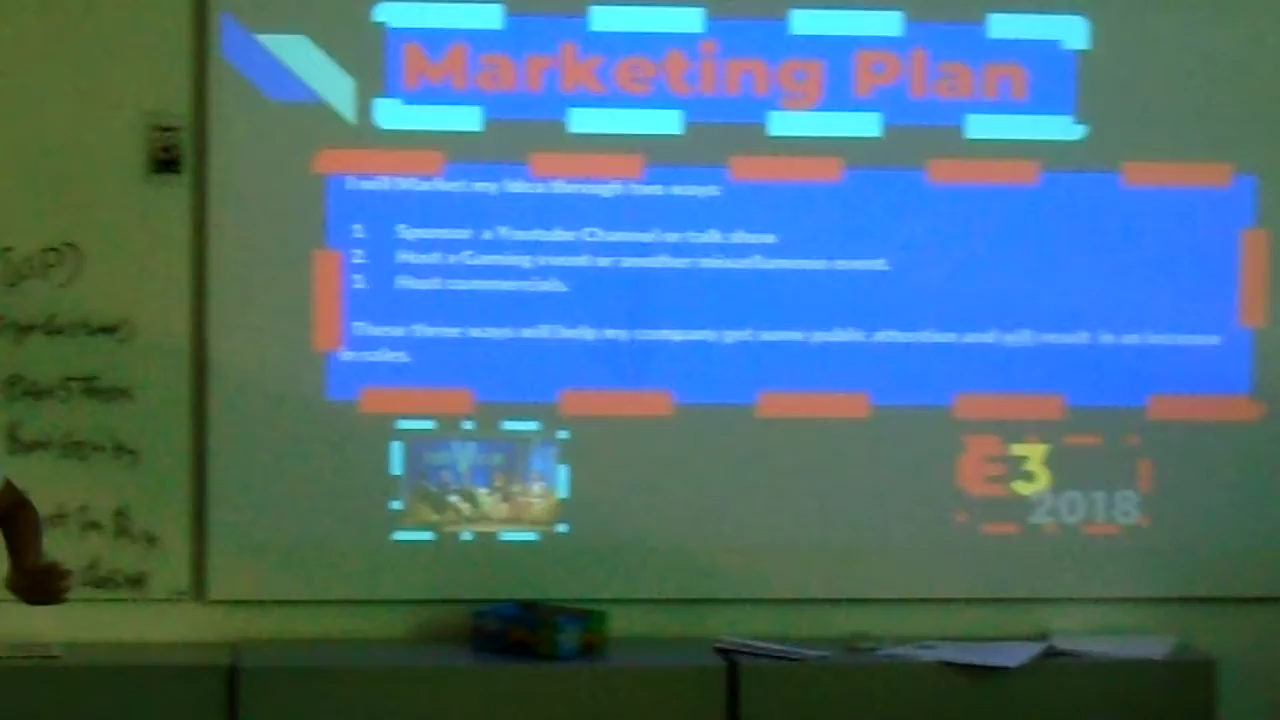 Marketing Plan
I will Market my idea through two ways:
1. Sponsor a Youtube Channel or talk show.
2. Host a Gaming event or another miscellaneous event.
3. Host commercials.
These three ways will help my company get some public attention and will result in an increase
in sales.
E3
2018